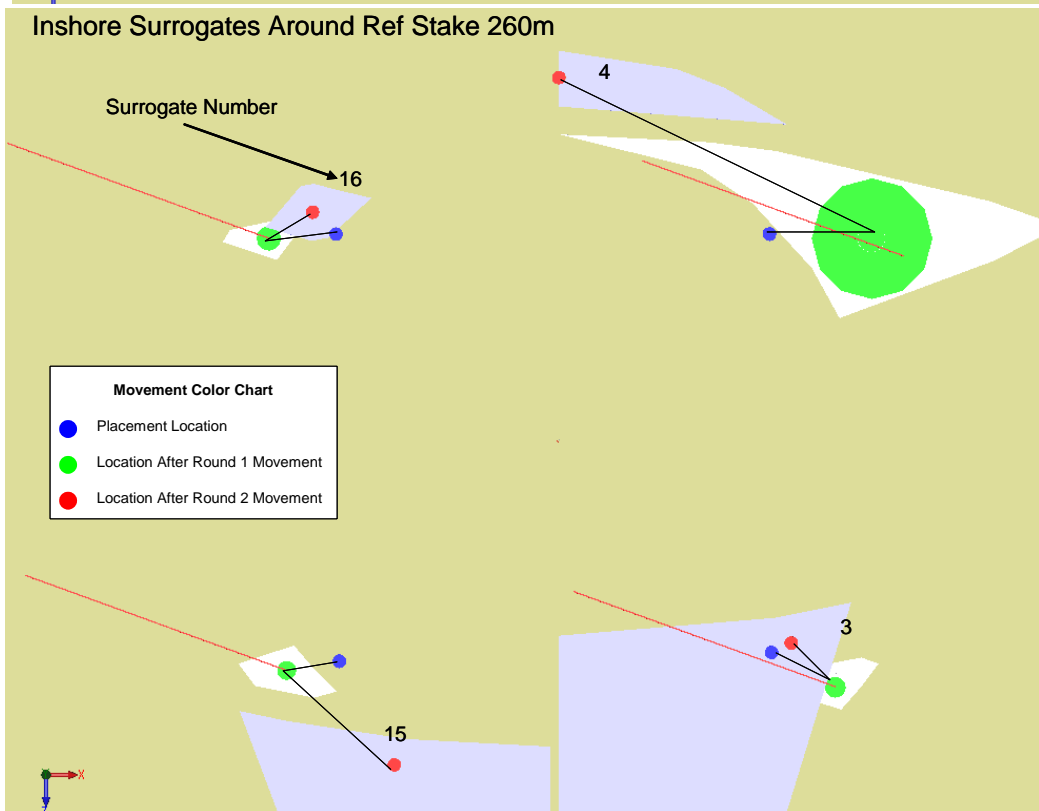 Inshore Surrogates Around Ref Stake 260m
4
Surrogate Number
16
Movement Color Chart
Placement Location
Location After Round 1 Movement
Location After Round 2 Movement
3
15
X